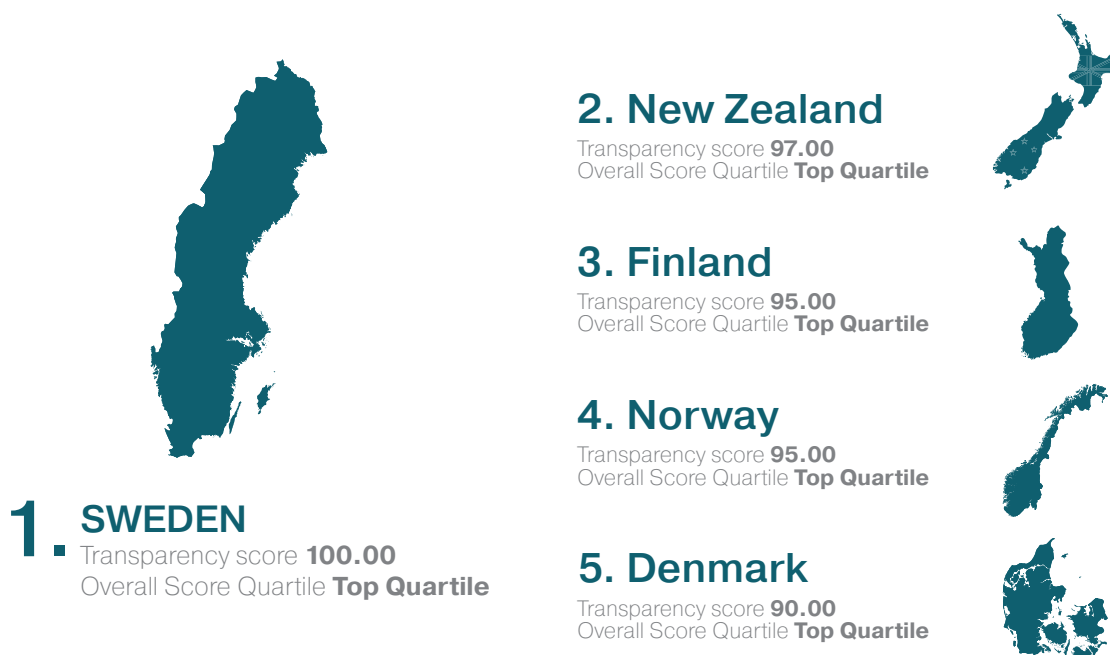 1. SWEDEN
Transparency score 100.00
Overall Score Quartile Top Quartile
2. New Zealand
Transparency score 97.00
Overall Score Quartile Top Quartile
3. Finland
Transparency score 95.00
Overall Score Quartile Top Quartile
4. Norway
Transparency score 95.00
Overall Score Quartile Top Quartile
5. Denmark
Transparency score 90.00
Overall Score Quartile Top Quartile